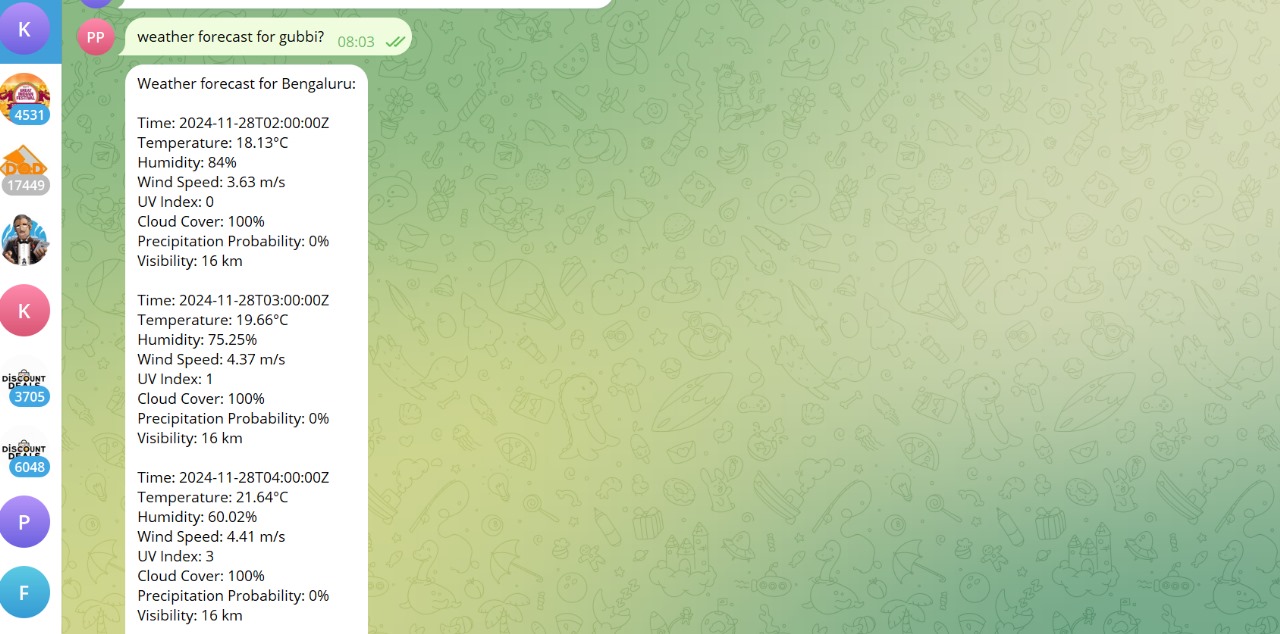 K
PP
weather forecast for gubbi?
08:03
Weather forecast for Bengaluru:
Time: 2024-11-28T02:00:00Z
Temperature: 18.13°C
Humidity: 84%
Wind Speed: 3.63 m/s
UV Index: 0
Cloud Cover: 100%
Precipitation Probability: 0%
Visibility: 16 km
Time: 2024-11-28T03:00:00Z
Temperature: 19.66°C
Humidity: 75.25%
Wind Speed: 4.37 m/s
UV Index: 1
Cloud Cover: 100%
Precipitation Probability: 0%
Visibility: 16 km
Time: 2024-11-28T04:00:00Z
Temperature: 21.64°C
Humidity: 60.02%
Wind Speed: 4.41 m/s
UV Index: 3
Cloud Cover: 100%
Precipitation Probability: 0%
Visibility: 16 km
4531
DOD
17449
K
DISCOUNT
DEALS
3705
DISCOUNT
DEALS
6048
P
F